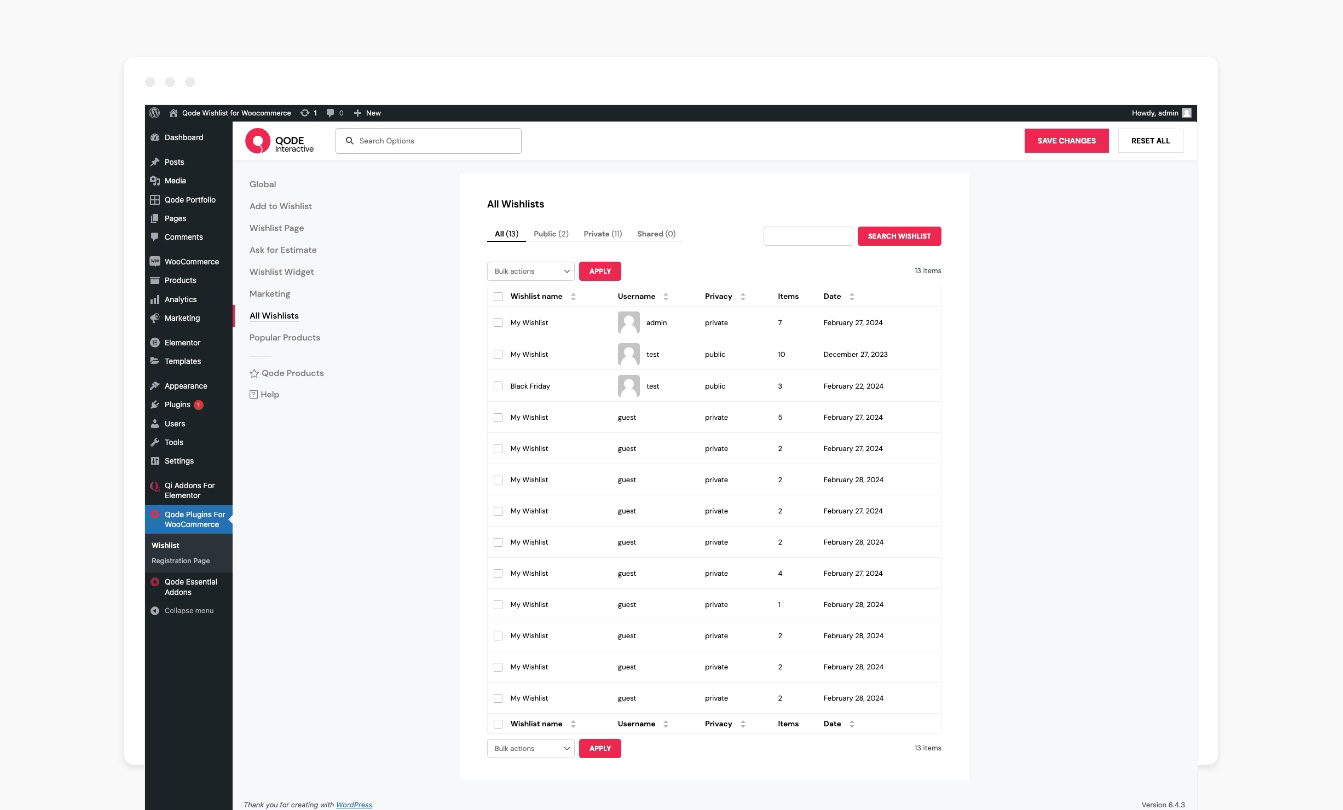 Qode Wishlist for Woocommerce 1 0 New Howdy, admin
Dashboard
Posts
Media
Qode Portfolio
Pages
Comments
WooCommerce
Products
Analytics
Marketing
Elementor
Templates
Appearance
Plugins 1
Users
Tools
Settings
Qi Addons For
Elementor
Qode Plugins For
WooCommerce
Wishlist
Registration Page
Qode Essential
Addons
Collapse menu
QODE
Interactive
Search Options
SAVE CHANGES RESET ALL
Global
Add to Wishlist
Wishlist Page
Ask for Estimate
Wishlist Widget
Marketing
All Wishlists
Popular Products
Qode Products
Help
All Wishlists
All (13) Public (2) Private (11) Shared (0)
SEARCH WISHLIST
Bulk actions APPLY 13 items
Wishlist name Username Privacy Items Date
My Wishlist admin private 7 February 27, 2024
My Wishlist test public 10 December 27, 2023
Black Friday test public 3 February 22, 2024
My Wishlist guest private 5 February 27, 2024
My Wishlist guest private 2 February 27, 2024
My Wishlist guest private 2 February 28, 2024
My Wishlist guest private 2 February 27, 2024
My Wishlist guest private 2 February 28, 2024
My Wishlist guest private 4 February 27, 2024
My Wishlist guest private 1 February 28, 2024
My Wishlist guest private 2 February 28, 2024
My Wishlist guest private 2 February 28, 2024
My Wishlist guest private 2 February 28, 2024
Wishlist name Username Privacy Items Date
Bulk actions APPLY 13 items
Thank you for creating with WordPress. Version 6.4.3